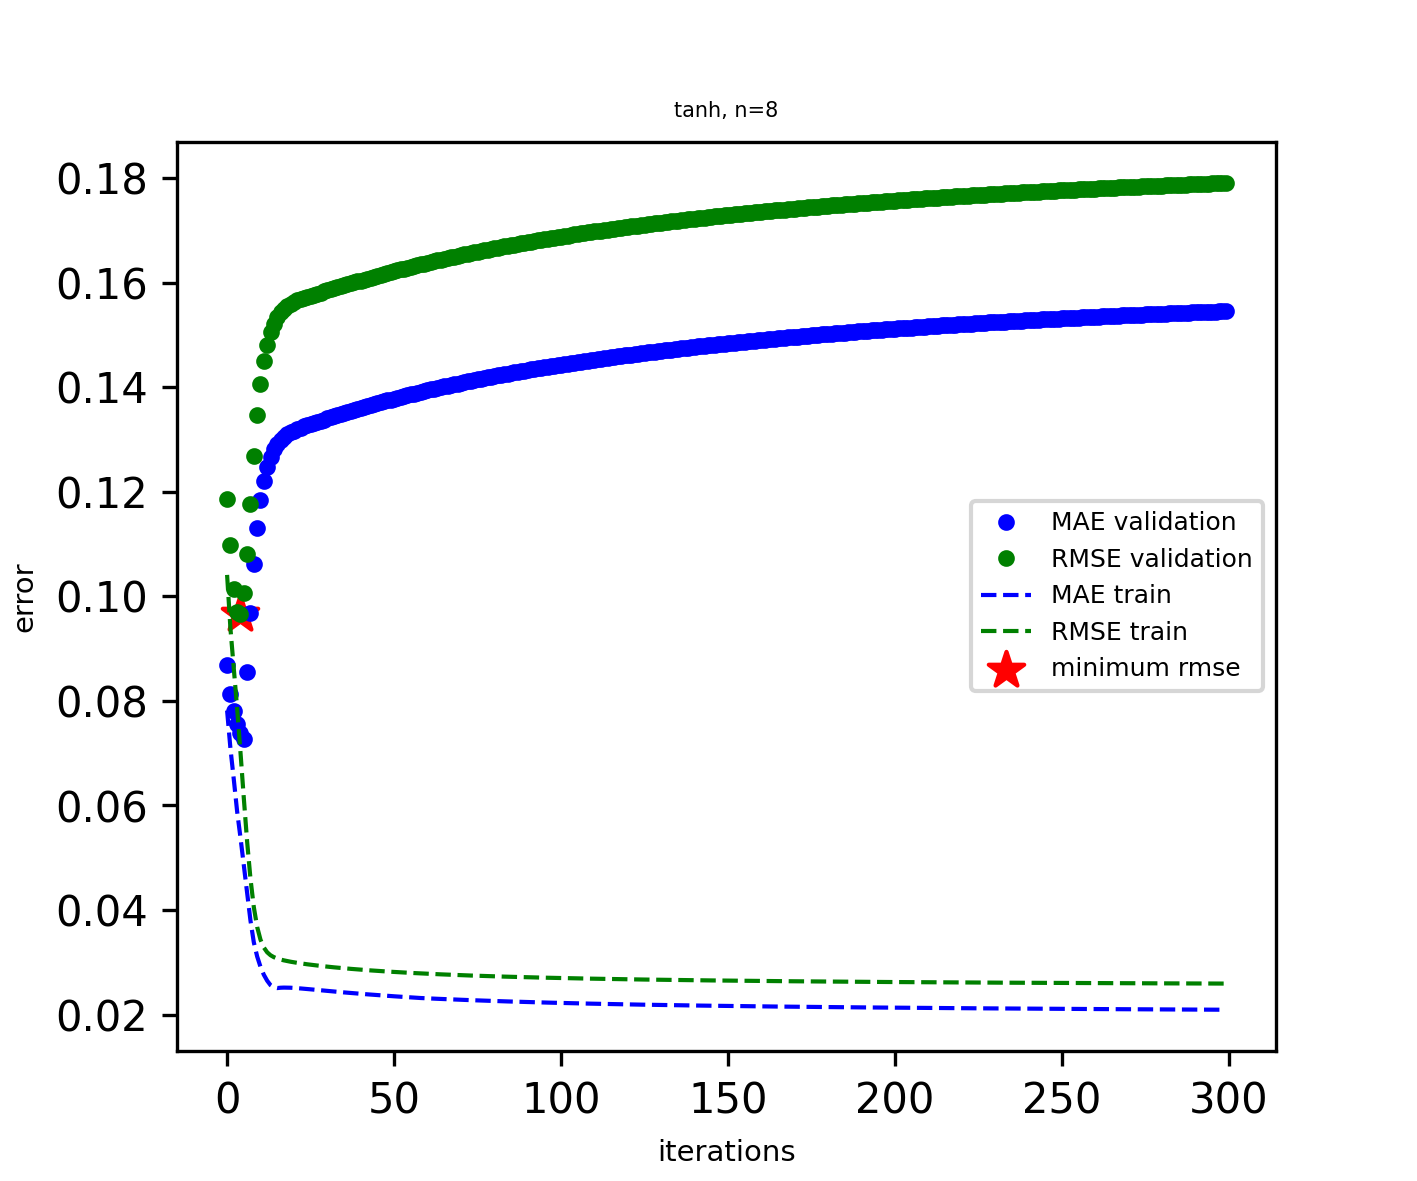 tanh, n=8
error
0.18
0.16
0.14
0.12
0.10
0.08
0.06
0.04
0.02
MAE validation
RMSE validation
MAE train
RMSE train
minimum rmse
0 50 100 150 200 250 300
iterations